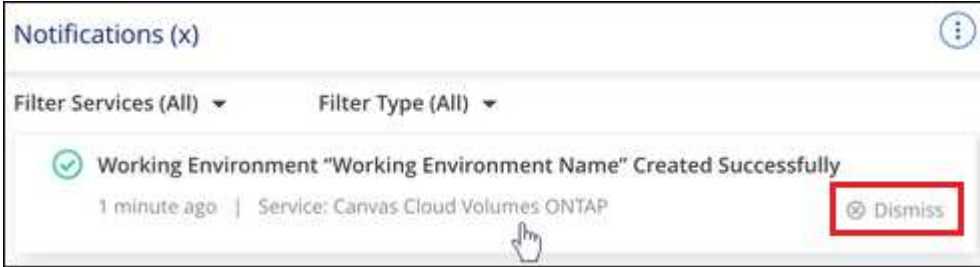 Notifications (x)
Filter Services (All) Filter Type (All)
Working Environment “Working Environment Name” Created Successfully
1 minute ago | Service: Canvas Cloud Volumes ONTAP Dismiss